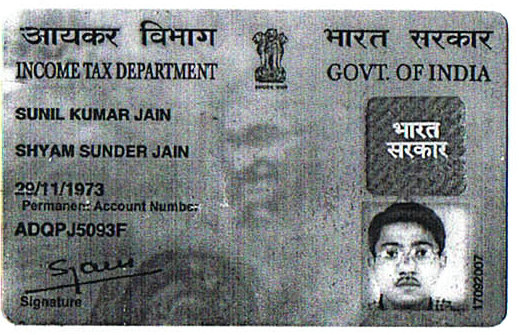 आयकर विभाग
INCOME TAX DEPARTMENT
भारत सरकार
GOVT. OF INDIA
SUNIL KUMAR JAIN
SHYAM SUNDER JAIN
29/11/1973
Permanent Account Number
ADQPJ5093F
Signature
भारत
सरकार
17092007